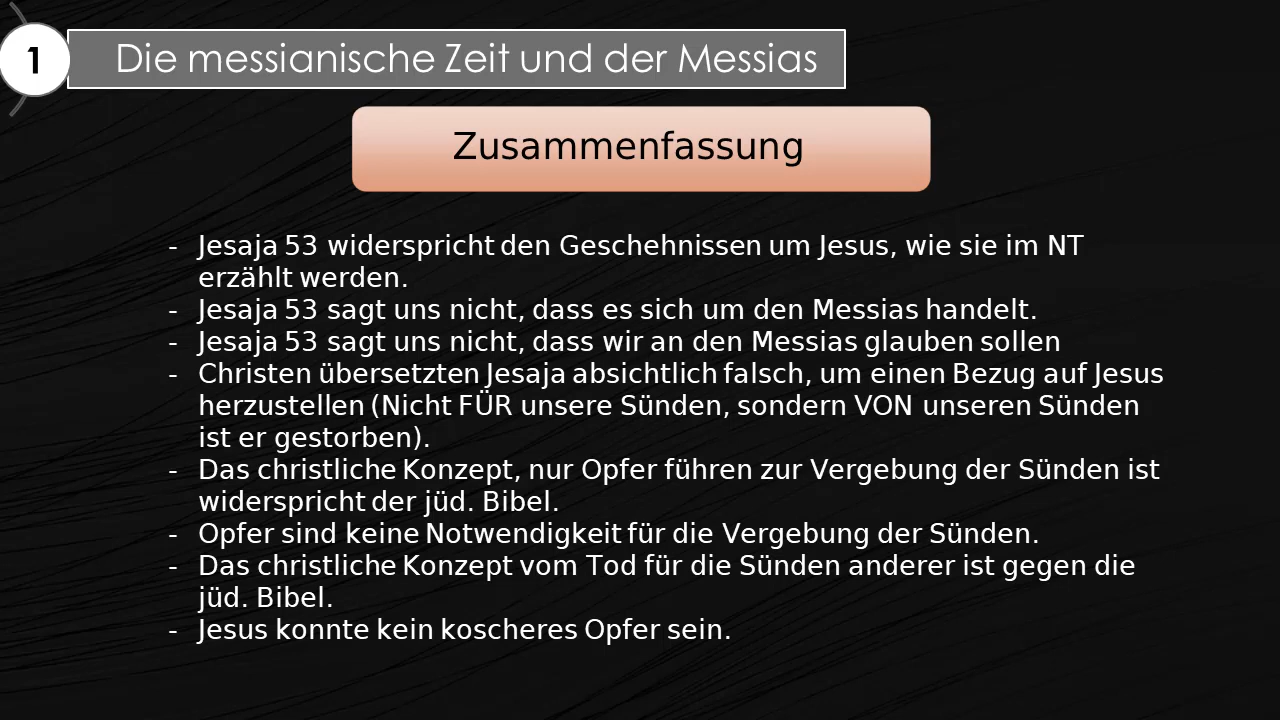 1
Die messianische Zeit und der Messias
Zusammenfassung
- Jesaja 53 widerspricht den Geschehnissen um Jesus, wie sie im NT
erzählt werden.
- Jesaja 53 sagt uns nicht, dass es sich um den Messias handelt.
- Jesaja 53 sagt uns nicht, dass wir an den Messias glauben sollen
- Christen übersetzten Jesaja absichtlich falsch, um einen Bezug auf Jesus
herzustellen (Nicht FÜR unsere Sünden, sondern VON unseren Sünden
ist er gestorben).
- Das christliche Konzept, nur Opfer führen zur Vergebung der Sünden ist
widerspricht der jüd. Bibel.
- Opfer sind keine Notwendigkeit für die Vergebung der Sünden.
- Das christliche Konzept vom Tod für die Sünden anderer ist gegen die
jüd. Bibel.
- Jesus konnte kein koscheres Opfer sein.